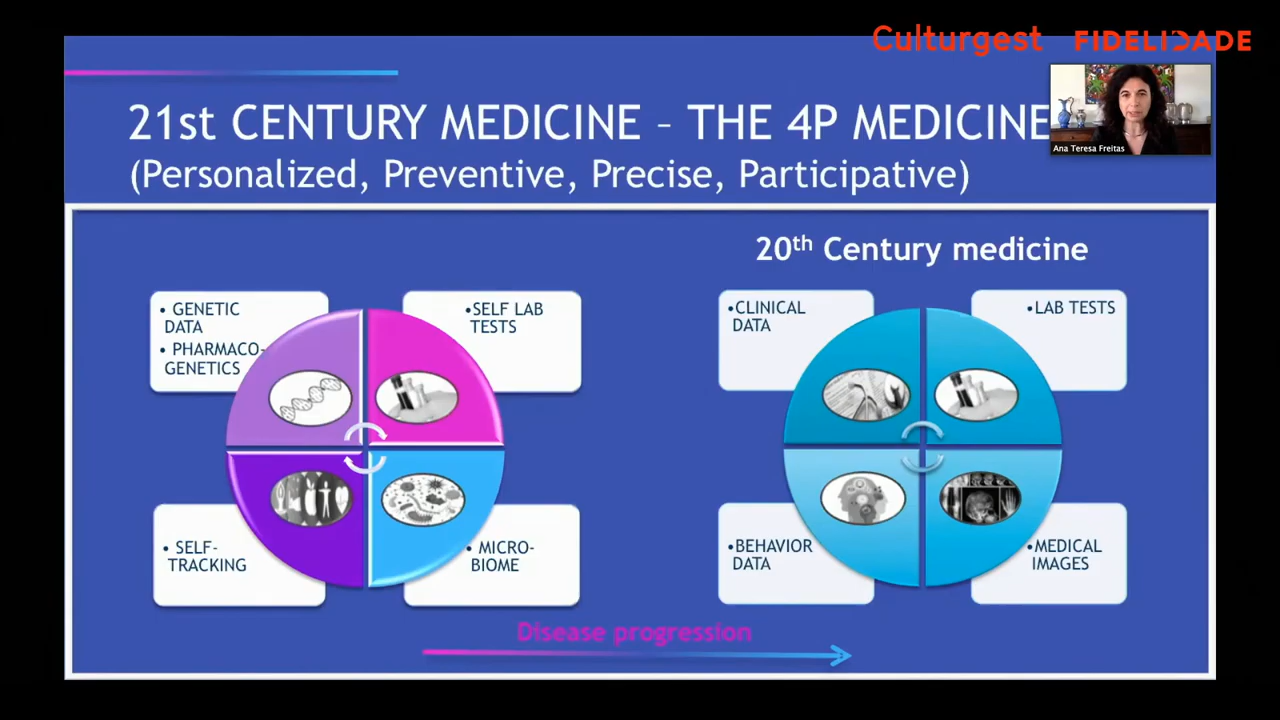 Culturgest FIDELIDADE
21st CENTURY MEDICINE – THE 4P MEDICINE
(Personalized, Preventive, Precise, Participative)
Ana Teresa Freitas
20th Century medicine
• GENETIC
DATA
• PHARMACO-
GENETICS
•SELF LAB
TESTS
• SELF-
TRACKING
• MICRO-
BIOME
•CLINICAL
DATA
•LAB TESTS
•BEHAVIOR
DATA
•MEDICAL
IMAGES
Disease progression